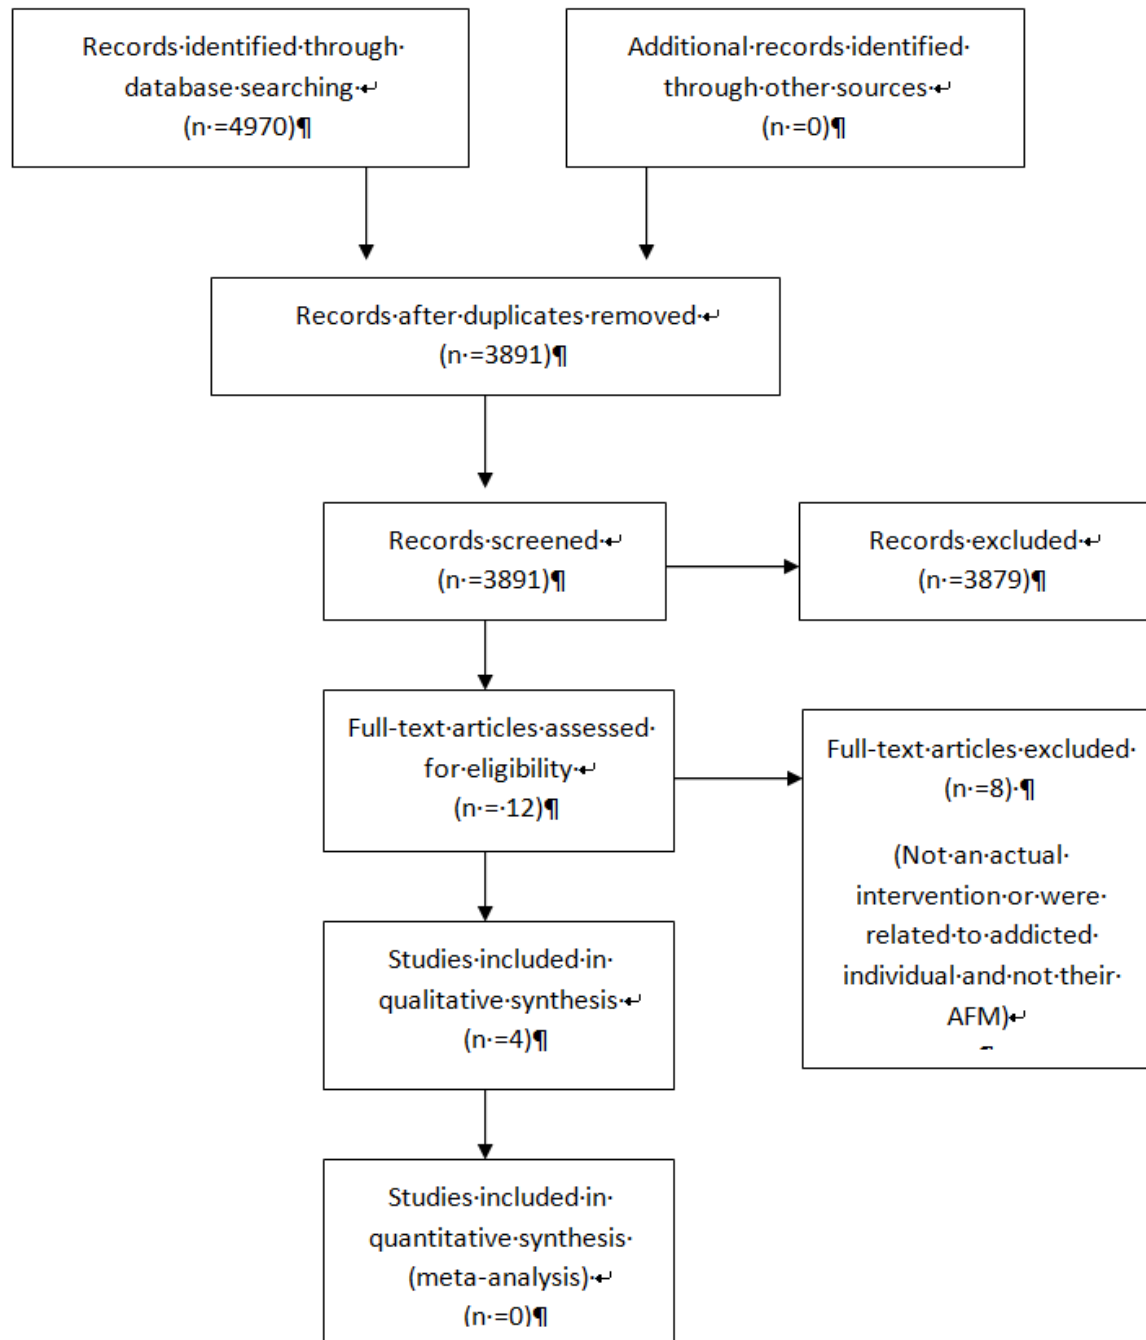 Records·identified·through·
database·searching·↵
(n·=4970)¶
Additional·records·identified·
through·other·sources·↵
(n·=0)¶
Records·after·duplicates·removed·↵
(n·=3891)¶
Records·screened·↵
(n·=3891)¶
Records·excluded·↵
(n·=3879)¶
Full-text·articles·assessed·
for·eligibility·↵
(n·=·12)¶
Full-text·articles·excluded·
(n·=8)·¶
(Not·an·actual·
intervention·or·were·
related·to·addicted·
individual·and·not·their·
AFM)↵
¶
Studies·included·in·
qualitative·synthesis·↵
(n·=4)¶
Studies·included·in·
quantitative·synthesis·
(meta-analysis)·↵
(n·=0)¶